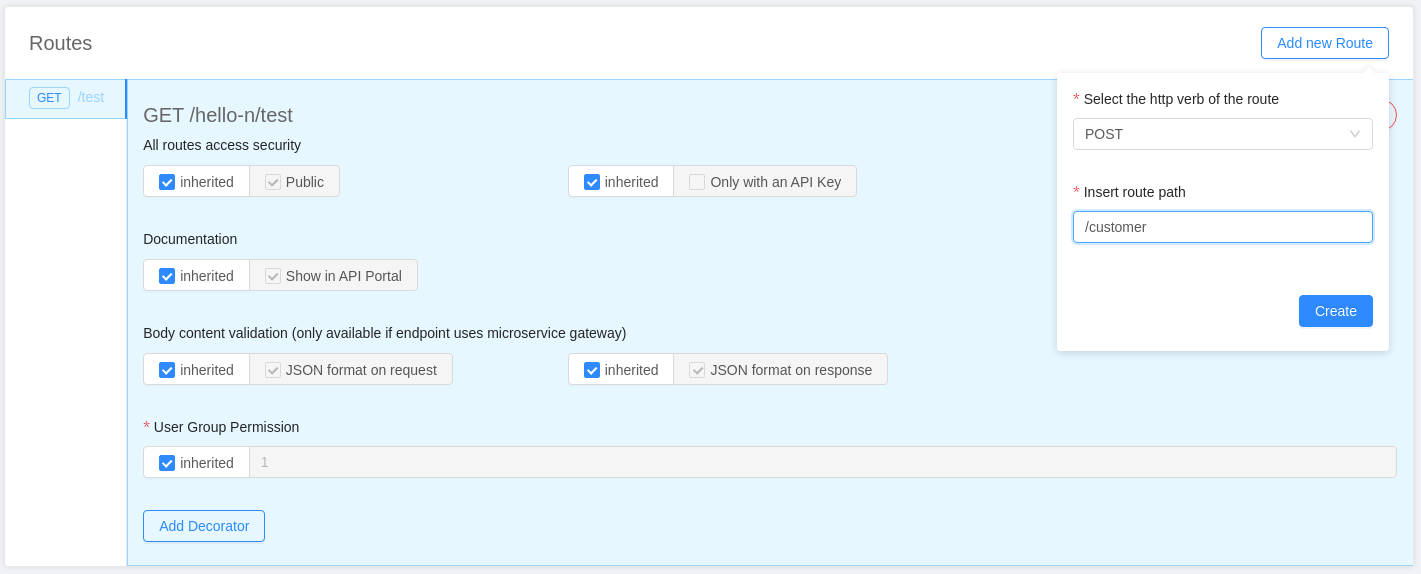 Routes
Add new Route
GET /test
GET /hello-n/test
All routes access security
inherited Public inherited Only with an API Key
Documentation
inherited Show in API Portal
Body content validation (only available if endpoint uses microservice gateway)
inherited JSON format on request inherited JSON format on response
* User Group Permission
inherited 1
Add Decorator
* Select the http verb of the route
POST
* Insert route path
/customer
Create